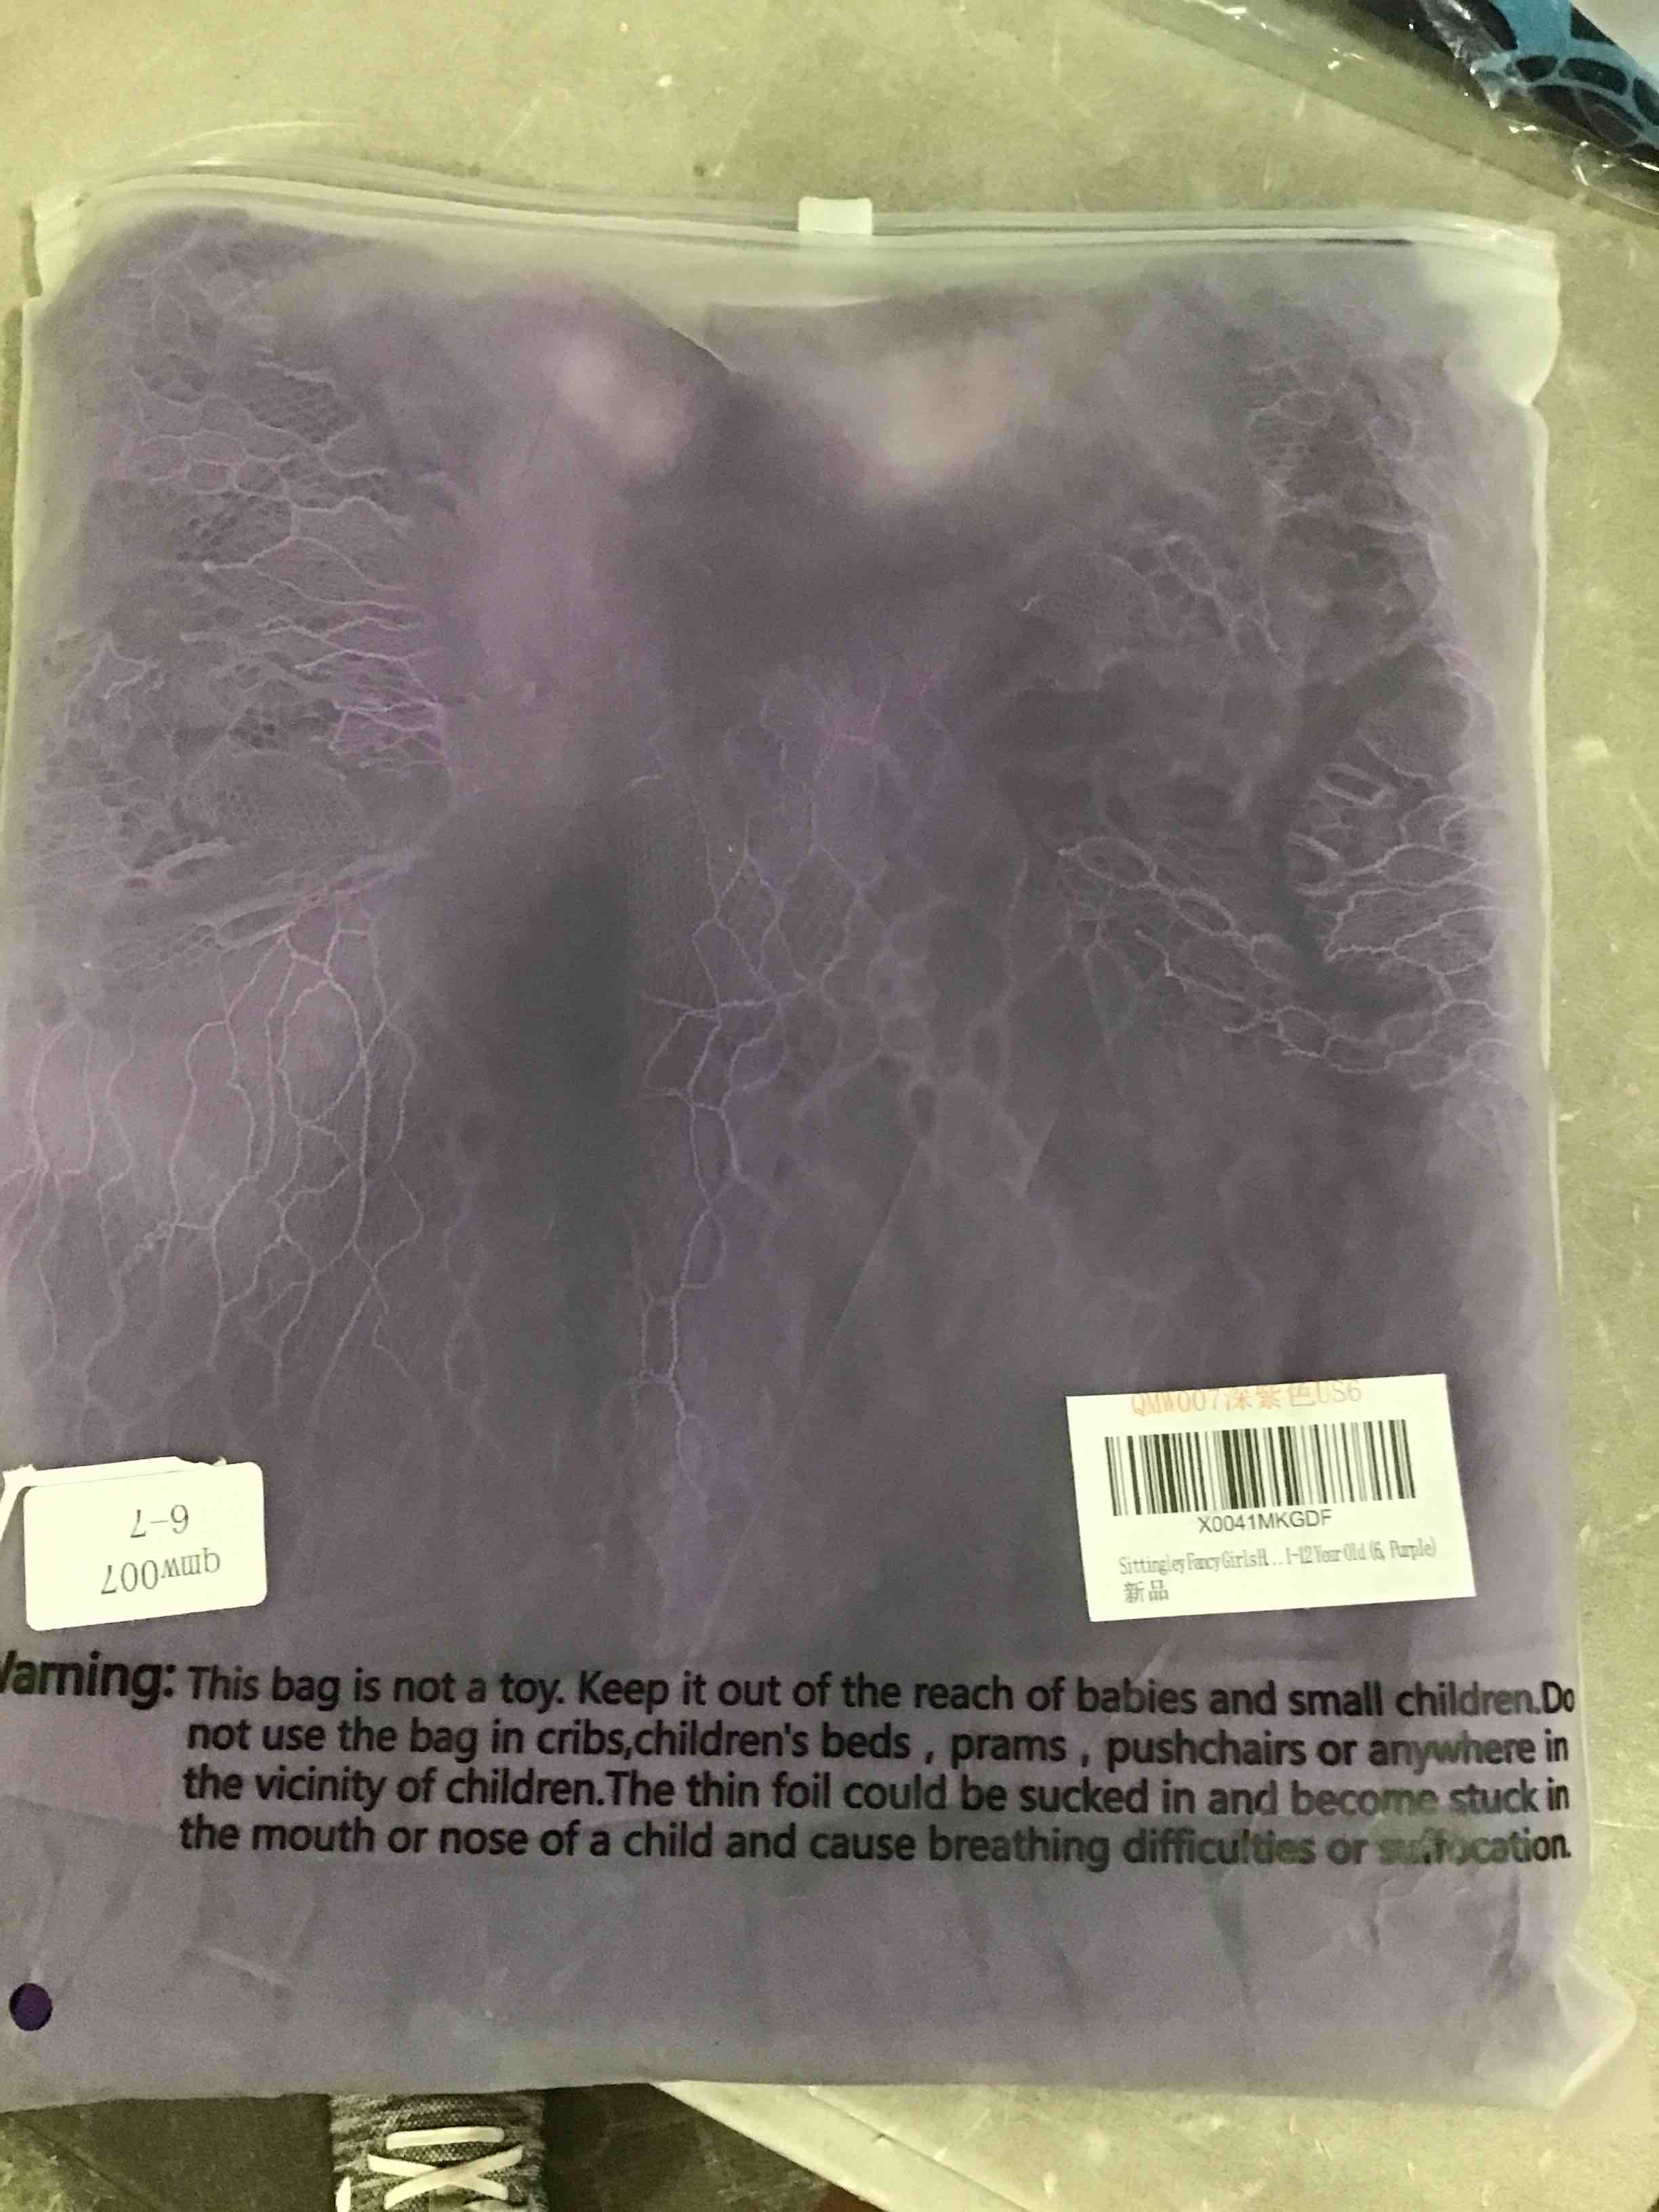 QMW007深紫色US6
X0041MKGDF
SittingleyFancyGirlsH...1-12 Year Old (6, Purple)
新品
6-7
qmw007
Warning: This bag is not a toy. Keep it out of the reach of babies and small children.Do
not use the bag in cribs,children's beds , prams , pushchairs or anywhere in
the vicinity of children.The thin foil could be sucked in and become stuck in
the mouth or nose of a child and cause breathing difficulties or suffocation.